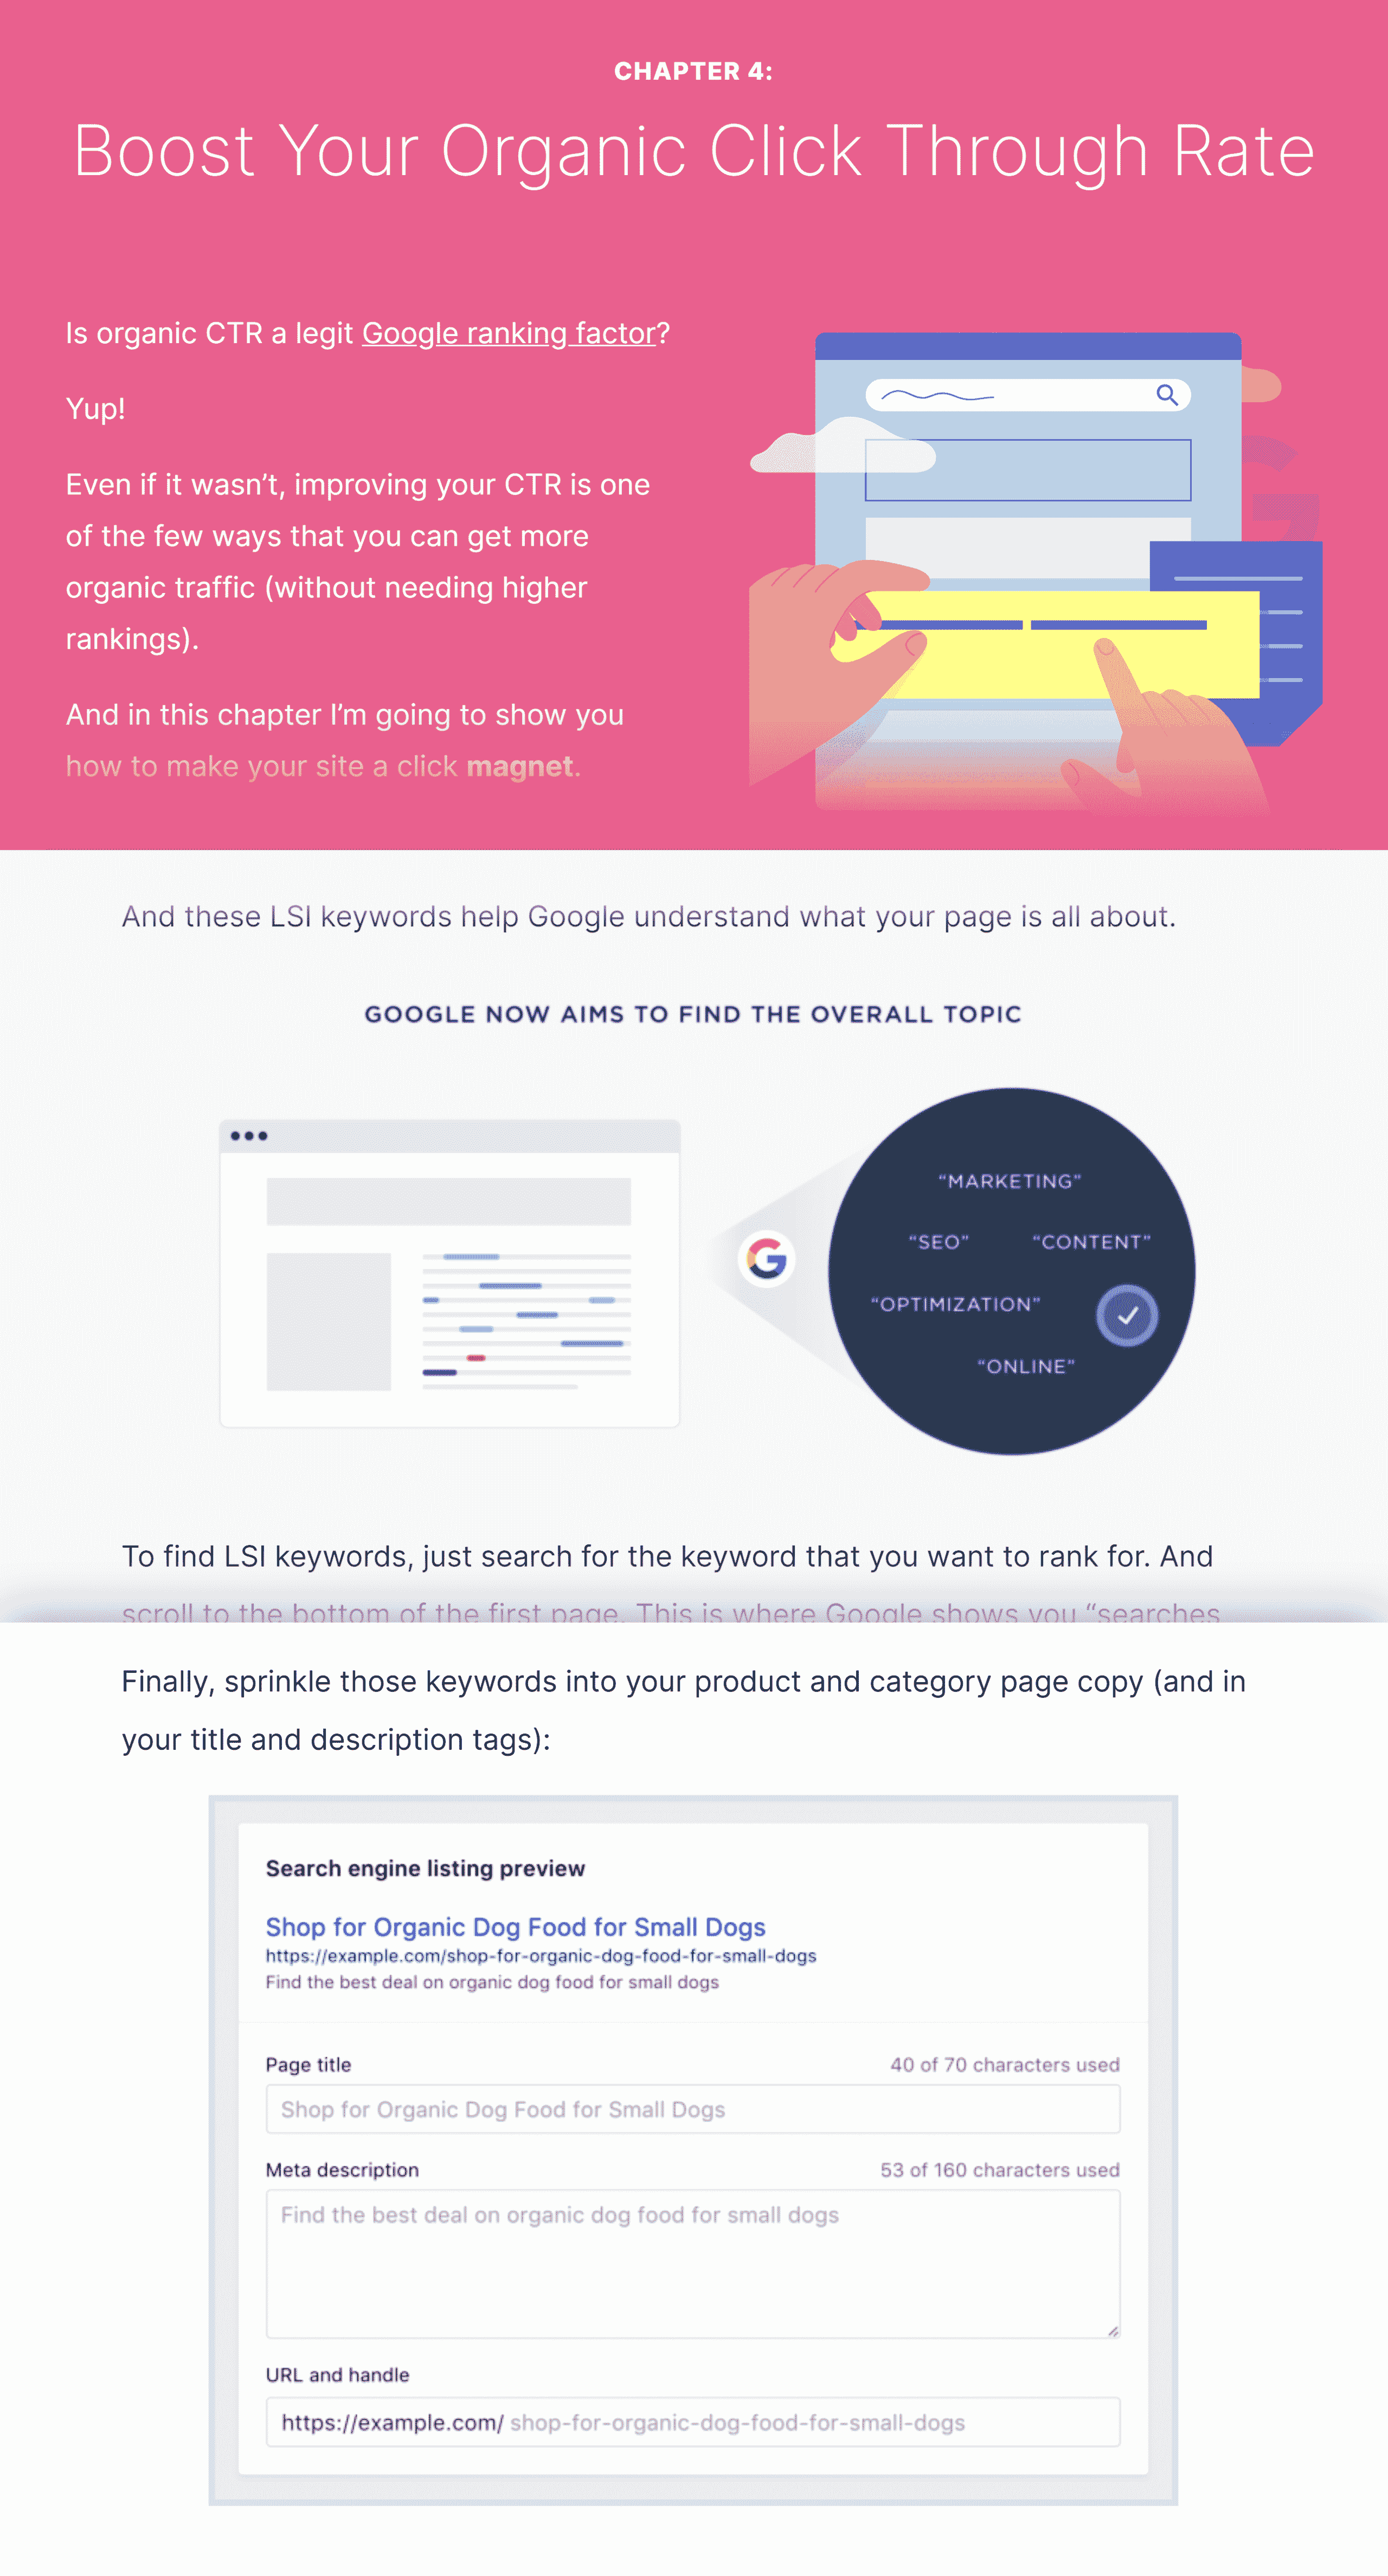 CHAPTER 4:
Boost Your Organic Click Through Rate
Is organic CTR a legit Google ranking factor?
Yup!
Even if it wasn’t, improving your CTR is one
of the few ways that you can get more
organic traffic (without needing higher
rankings).
And in this chapter I’m going to show you
how to make your site a click magnet.
And these LSI keywords help Google understand what your page is all about.
GOOGLE NOW AIMS TO FIND THE OVERALL TOPIC
“MARKETING”
“SEO” “CONTENT”
“OPTIMIZATION”
“ONLINE”
To find LSI keywords, just search for the keyword that you want to rank for. And
scroll to the bottom of the first page. This is where Google shows you “searches
Finally, sprinkle those keywords into your product and category page copy (and in
your title and description tags):
Search engine listing preview
Shop for Organic Dog Food for Small Dogs
https://example.com/shop-for-organic-dog-food-for-small-dogs
Find the best deal on organic dog food for small dogs
Page title 40 of 70 characters used
Shop for Organic Dog Food for Small Dogs
Meta description 53 of 160 characters used
Find the best deal on organic dog food for small dogs
URL and handle
https://example.com/ shop-for-organic-dog-food-for-small-dogs